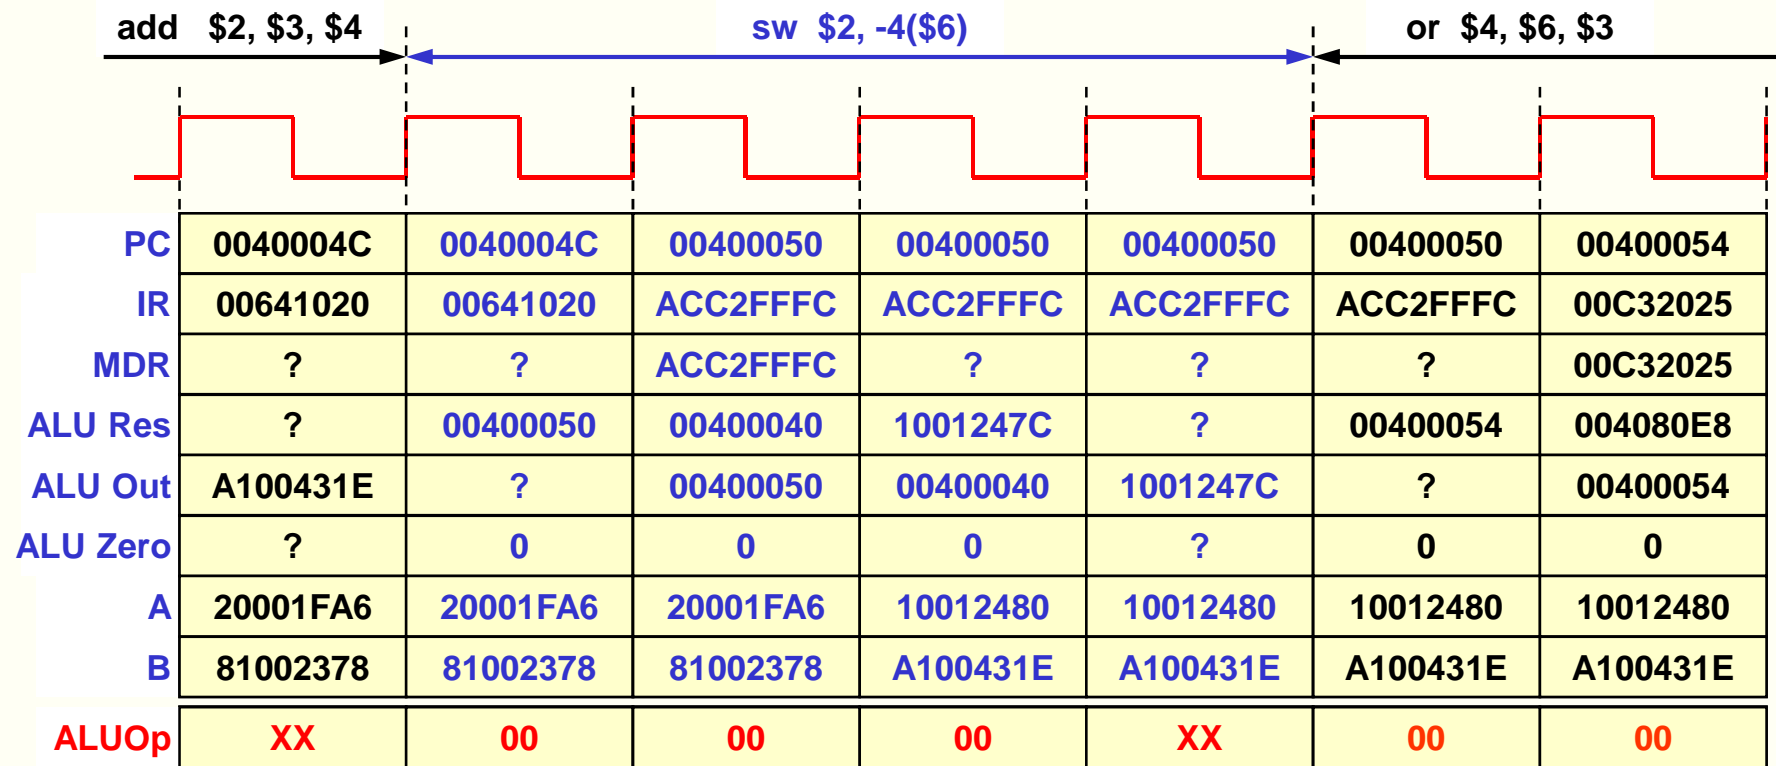 add $2, $3, $4 sw $2, -4($6) or $4, $6, $3
PC 0040004C 0040004C 00400050 00400050 00400050 00400050 00400054
IR 00641020 00641020 ACC2FFFC ACC2FFFC ACC2FFFC ACC2FFFC 00C32025
MDR ? ? ACC2FFFC ? ? ? 00C32025
ALU Res ? 00400050 00400040 1001247C ? 00400054 004080E8
ALU Out A100431E ? 00400050 00400040 1001247C ? 00400054
ALU Zero ? 0 0 0 ? 0 0
A 20001FA6 20001FA6 20001FA6 10012480 10012480 10012480 10012480
B 81002378 81002378 81002378 A100431E A100431E A100431E A100431E
ALUOp XX 00 00 00 XX 00 00